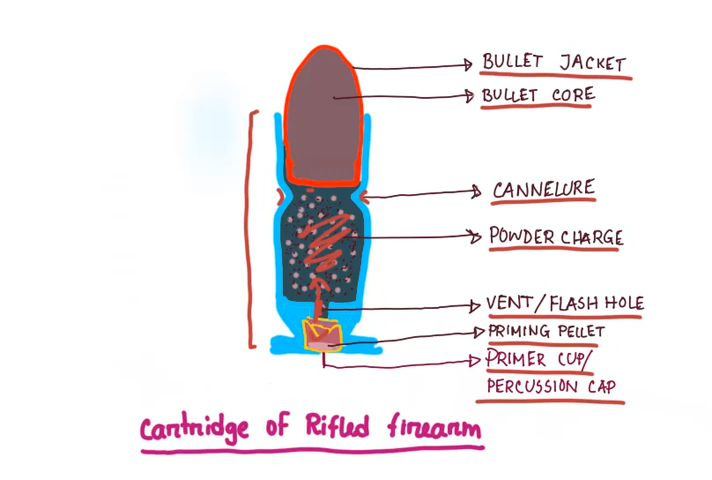 BULLET JACKET
BULLET CORE
CANNELURE
POWDER CHARGE
VENT/FLASH HOLE
PRIMING PELLET
PRIMER CUP/
PERCUSSION CAP
Cartridge of Rifled firearm